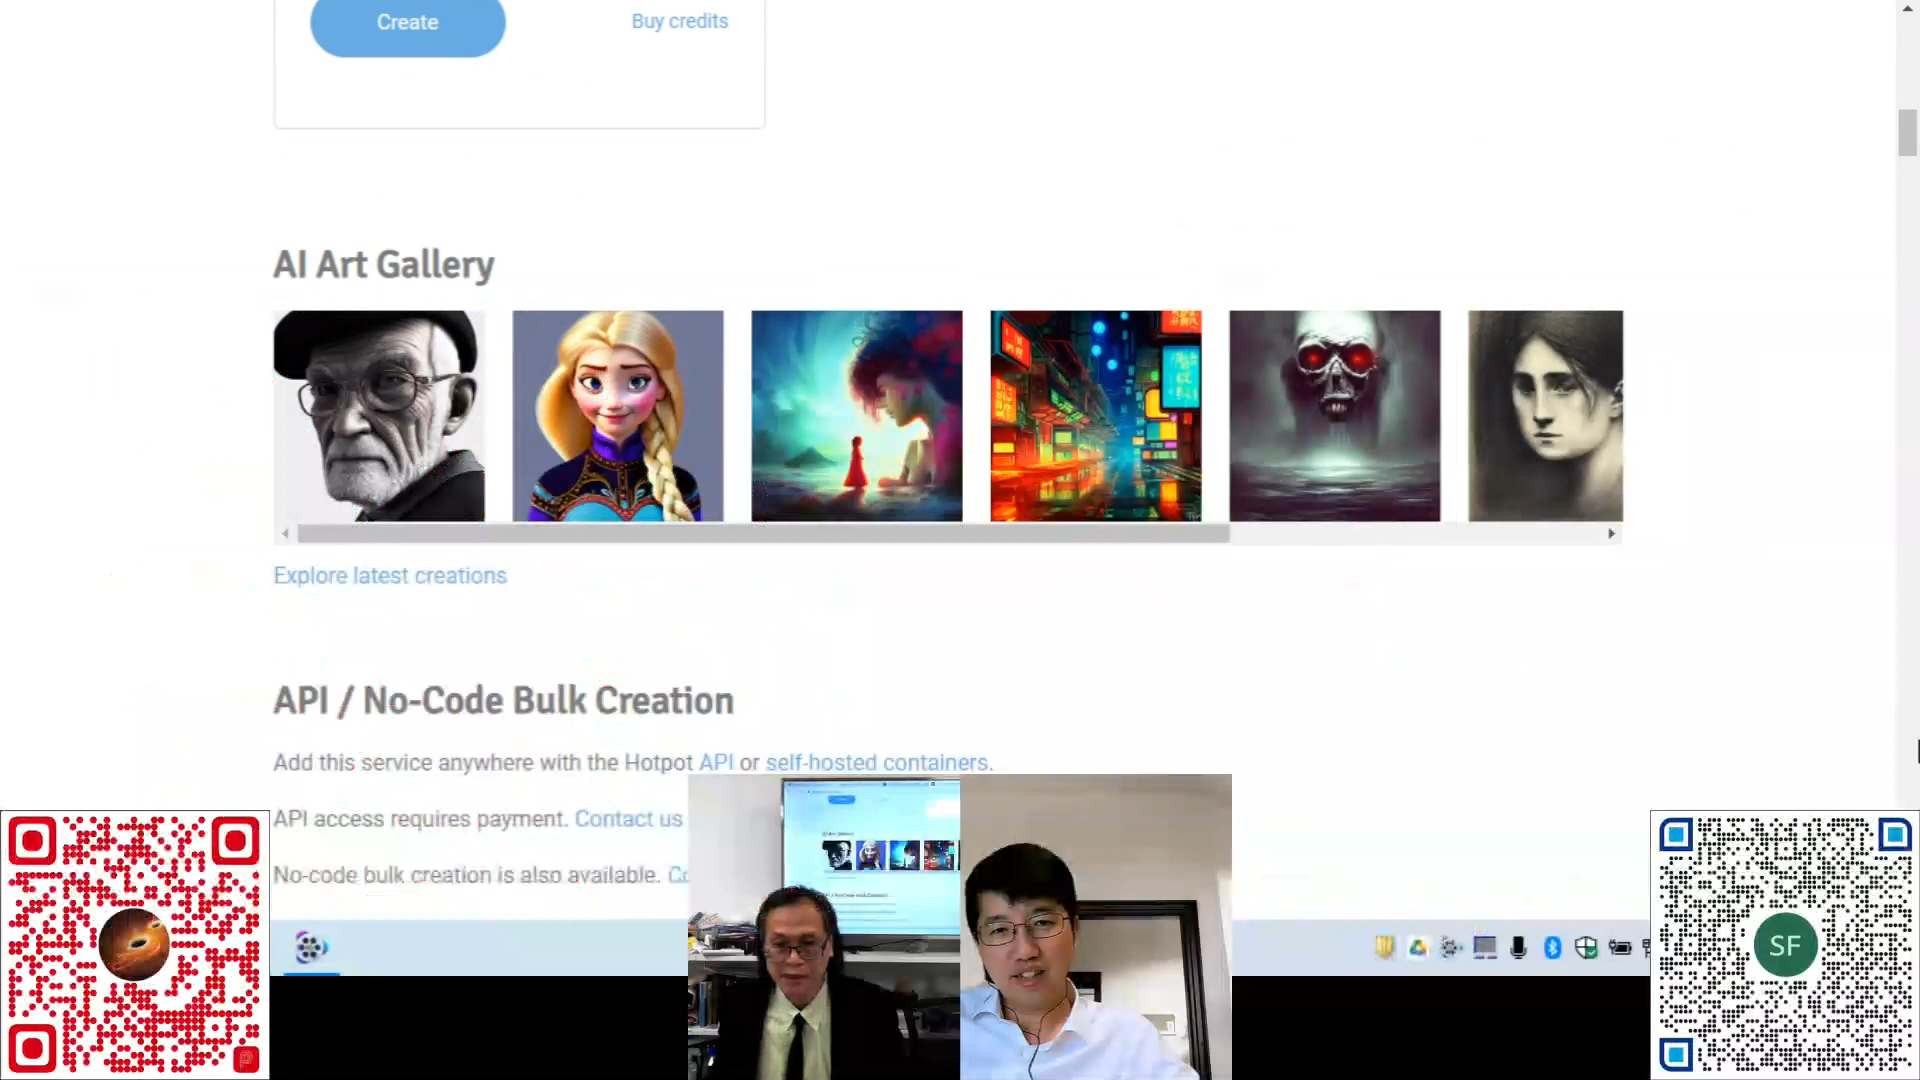 Create
Buy credits
AI Art Gallery
Explore latest creations
API / No-Code Bulk Creation
Add this service anywhere with the Hotpot API or self-hosted containers.
API access requires payment. Contact us
No-code bulk creation is also available. Co
SF